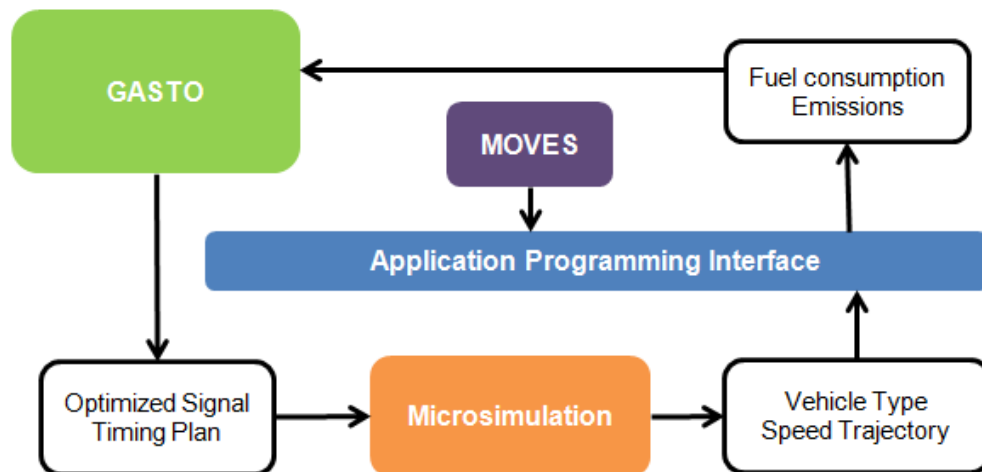 GASTO
Fuel consumption
Emissions
MOVES
Application Programming Interface
Optimized Signal
Timing Plan
Microsimulation
Vehicle Type
Speed Trajectory